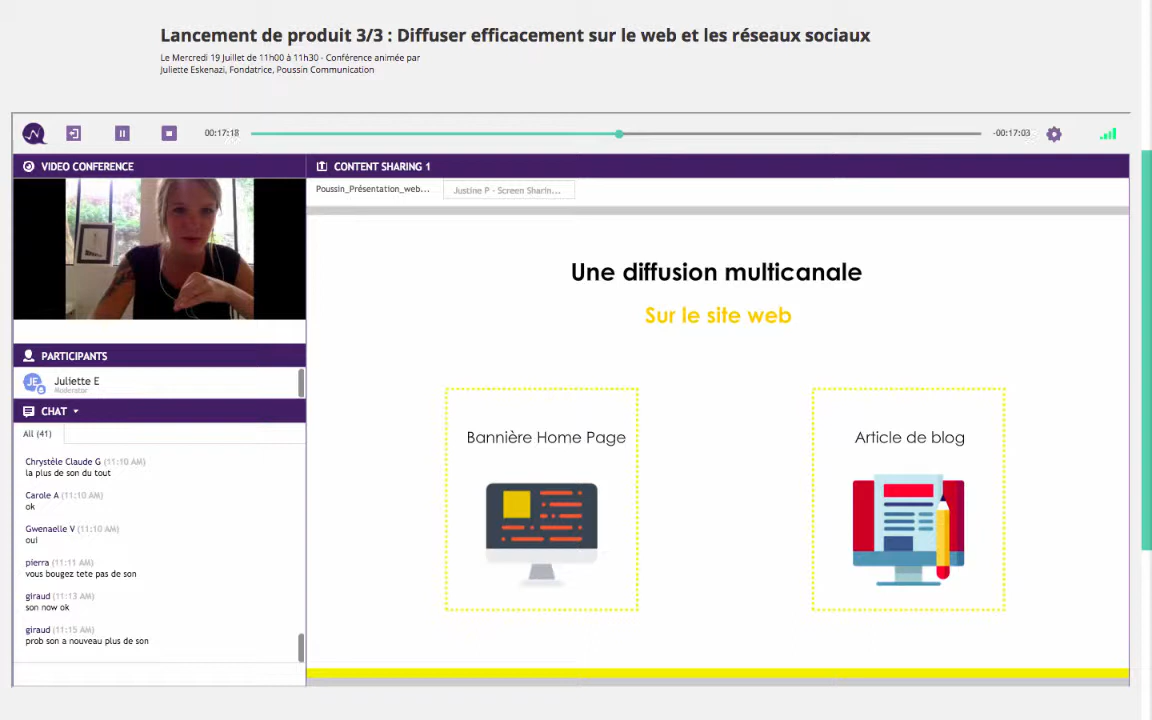 Lancement de produit 3/3 : Diffuser efficacement sur le web et les réseaux sociaux
Le Mercredi 19 Juillet de 11h00 à 11h30 - Conférence animée par
Juliette Eskenazi, Fondatrice, Poussin Communication
00:17:18
-00:17:03
VIDEO CONFERENCE
CONTENT SHARING 1
Poussin_Présentation_web...
Justine P - Screen Sharin...
Une diffusion multicanale
Sur le site web
Bannière Home Page
Article de blog
PARTICIPANTS
JE
Juliette E
Moderator
CHAT
All (41)
Chrystèle Claude G (11:10 AM)
la plus de son du tout
Carole A (11:10 AM)
ok
Gwenaelle V (11:10 AM)
oui
pierra (11:11 AM)
vous bougez tete pas de son
giraud (11:13 AM)
son now ok
giraud (11:15 AM)
prob son a nouveau plus de son